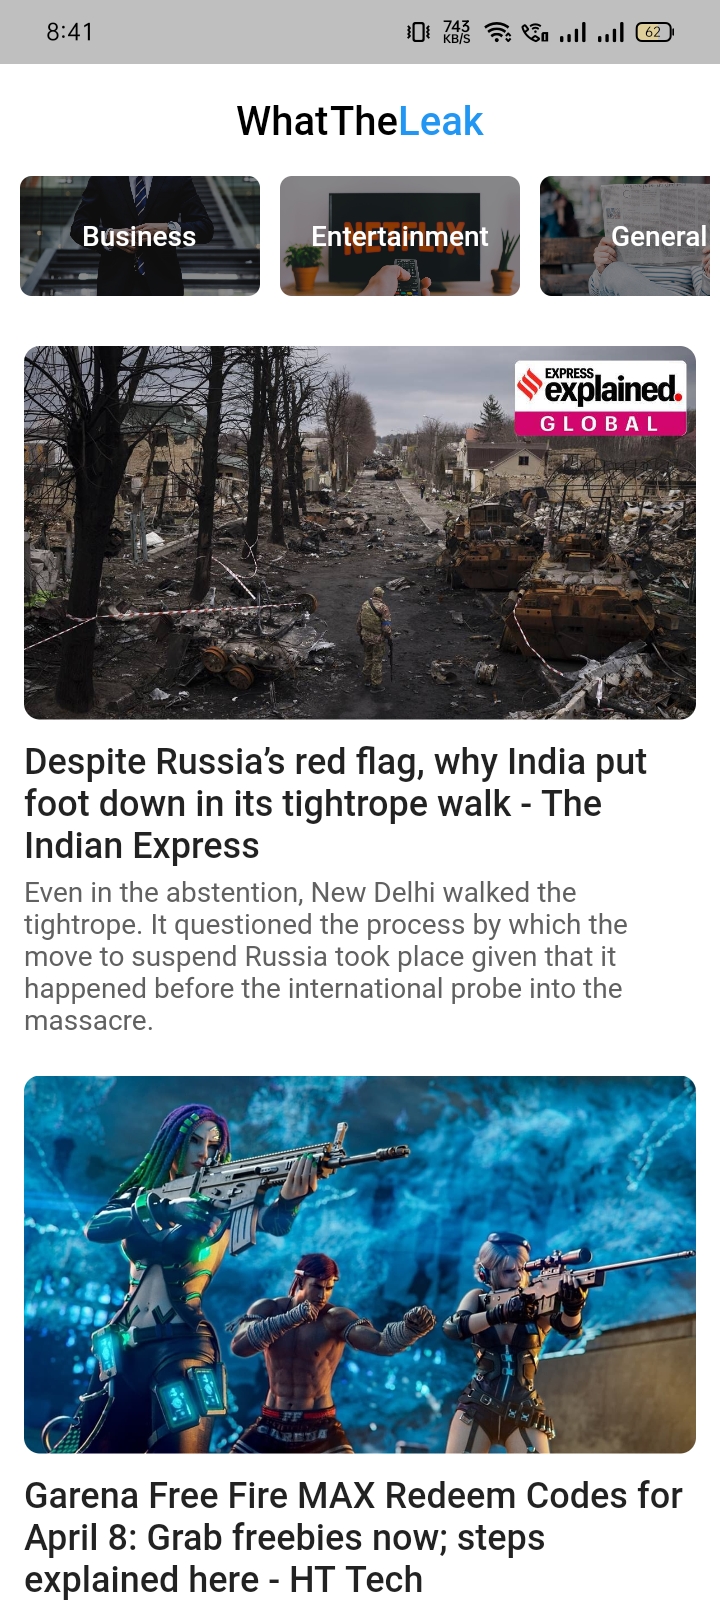 8:41
743
KB/S
62
WhatTheLeak
Business
NETFLIX
Entertainment
General
EXPRESS
explained.
GLOBAL
Despite Russia’s red flag, why India put
foot down in its tightrope walk - The
Indian Express
Even in the abstention, New Delhi walked the
tightrope. It questioned the process by which the
move to suspend Russia took place given that it
happened before the international probe into the
massacre.
FF
GARENA
Garena Free Fire MAX Redeem Codes for
April 8: Grab freebies now; steps
explained here - HT Tech